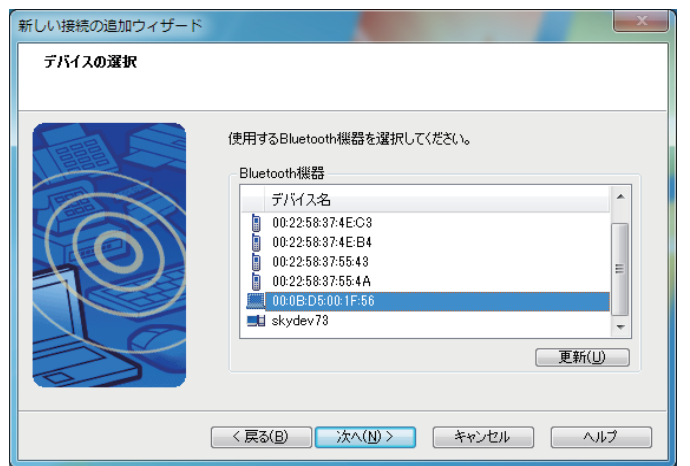 新しい接続の追加ウィザード
デバイスの選択
使用するBluetooth機器を選択してください。
Bluetooth機器
デバイス名
00:22:58:37:4E:C3
00:22:58:37:4E:B4
00:22:58:37:55:43
00:22:58:37:55:4A
00:0B:D5:00:1F:56
skydev73
更新(U)
< 戻る(B) 次へ(N) > キャンセル ヘルプ